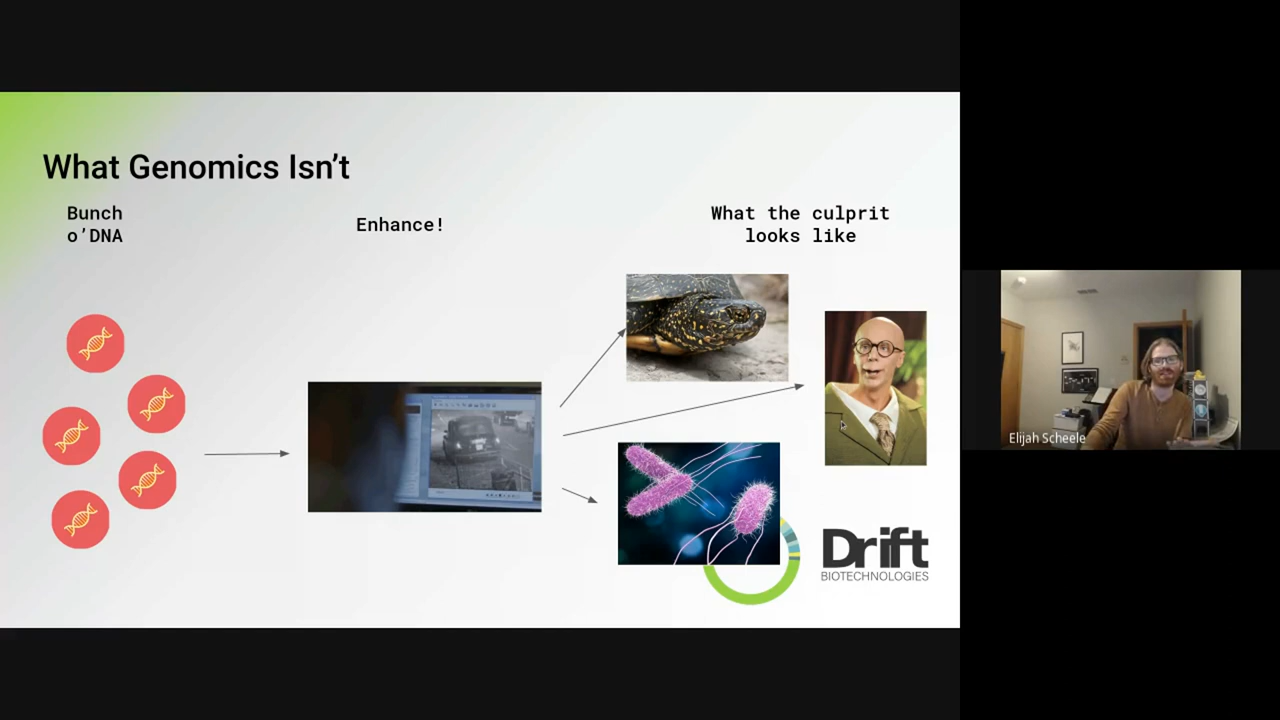 What Genomics Isn't
Bunch
o'DNA
Enhance!
What the culprit
looks like
Drift
BIOTECHNOLOGIES
Elijah Scheele